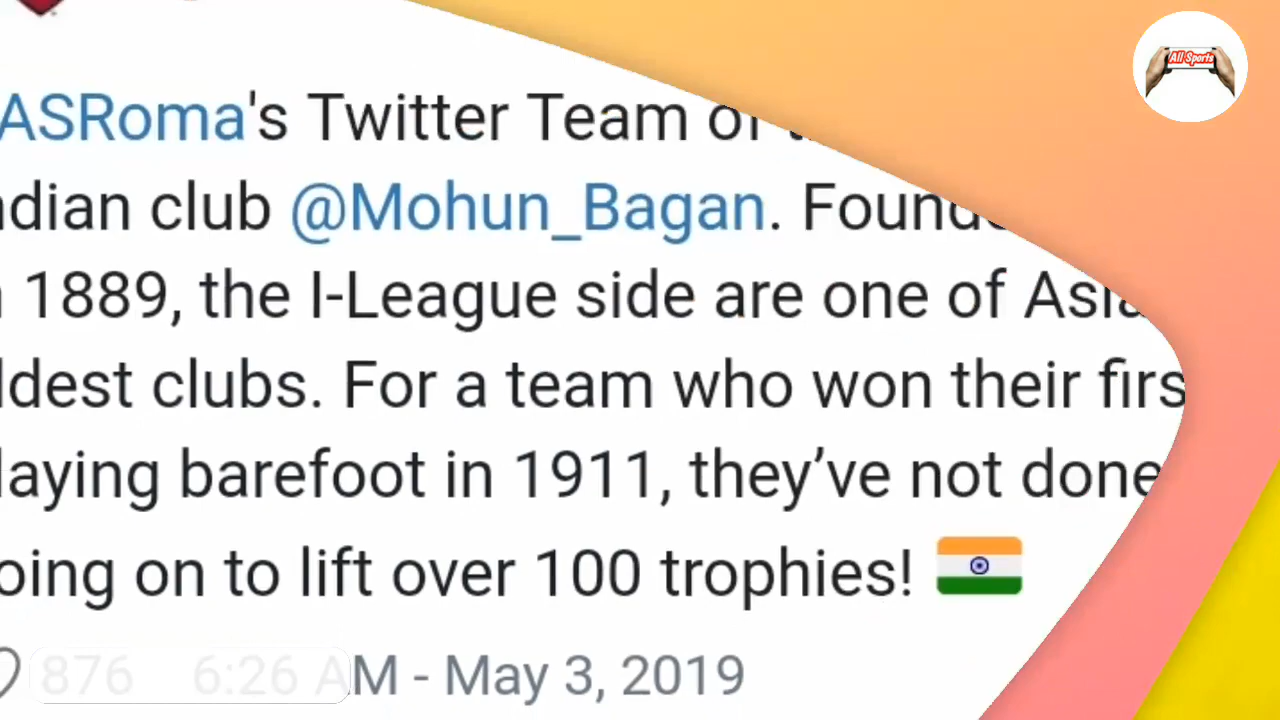 All Sports
ASRoma's Twitter Team of
ndian club @Mohun_Bagan. Founde
1889, the I-League side are one of Asia
ldest clubs. For a team who won their firs
laying barefoot in 1911, they've not done
oing on to lift over 100 trophies! 🇮🇳
876 6:26 AM - May 3, 2019